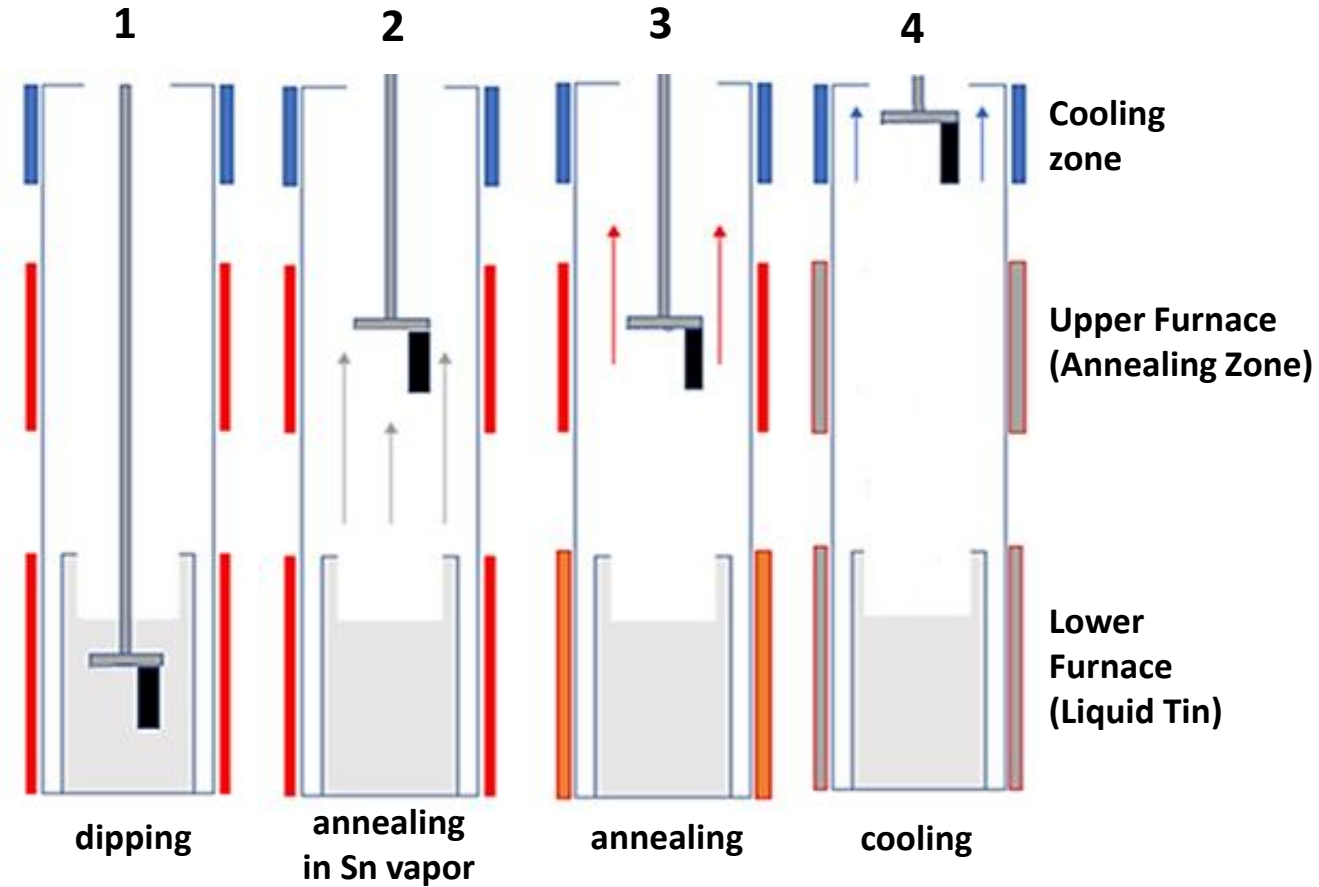 1
2
3
4
Cooling
zone
Upper Furnace
(Annealing Zone)
Lower
Furnace
(Liquid Tin)
dipping
annealing
in Sn vapor
annealing
cooling